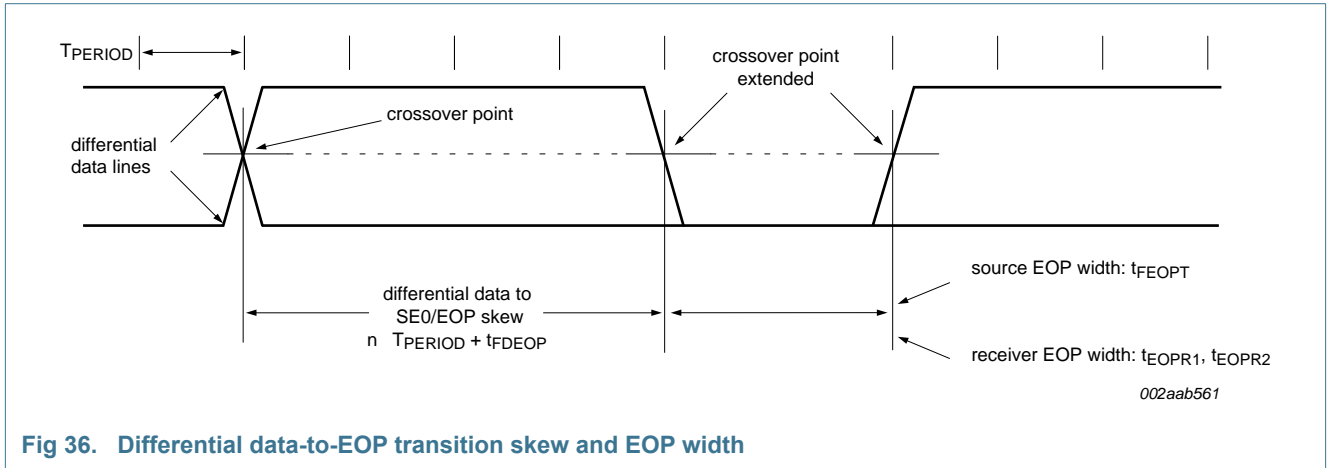 TPERIOD
crossover point
extended
crossover point
differential
data lines
differential data to
SE0/EOP skew
n TPERIOD + tFDEOP
source EOP width: tFEOPT
receiver EOP width: tEOPR1, tEOPR2
002aab561
Fig 36. Differential data-to-EOP transition skew and EOP width